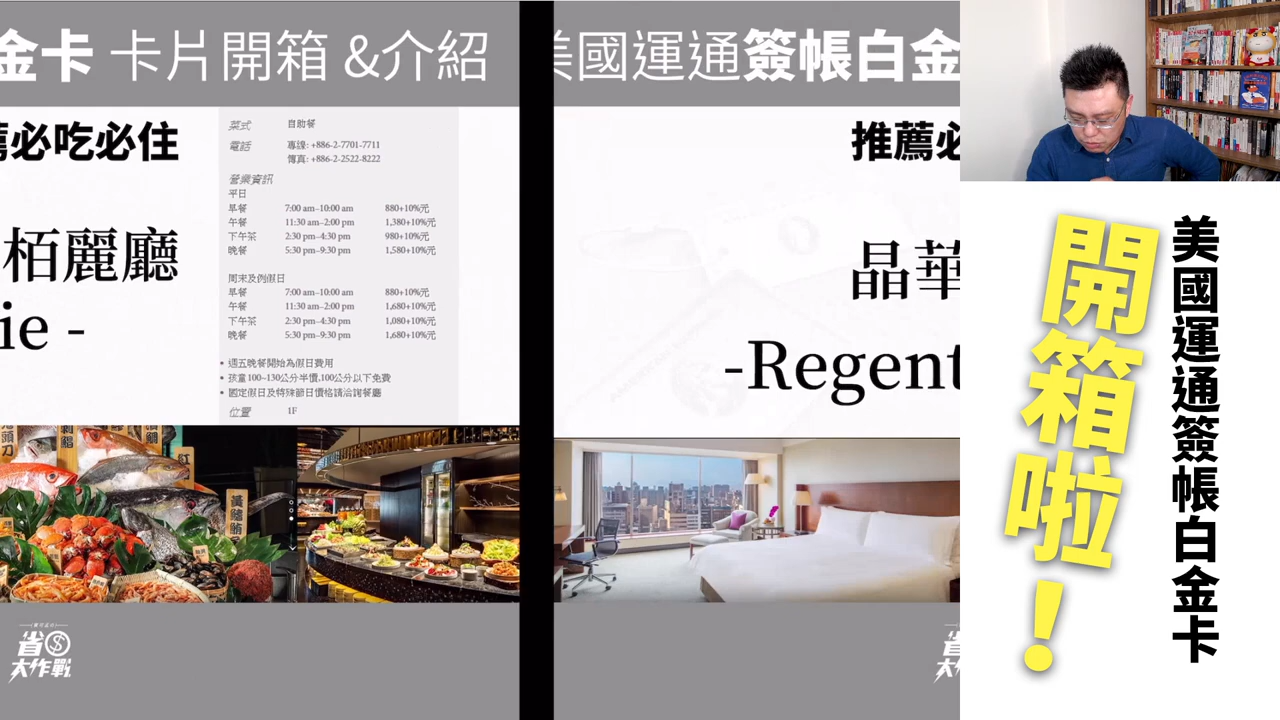 金卡 卡片開箱 &介紹
薦必吃必住
栢麗廳
ie -
菜式 自助餐
電話 專線: +886-2-7701-7711
傳真: +886-2-2522-8222
營業資訊
平日
早餐 7:00 am–10:00 am 880+10%元
午餐 11:30 am–2:00 pm 1,380+10%元
下午茶 2:30 pm–4:30 pm 980+10%元
晚餐 5:30 pm–9:30 pm 1,580+10%元
周末及例假日
早餐 7:00 am–10:00 am 880+10%元
午餐 11:30 am–2:00 pm 1,680+10%元
下午茶 2:30 pm–4:30 pm 1,080+10%元
晚餐 5:30 pm–9:30 pm 1,680+10%元
• 週五晚餐開始為假日費用
• 孩童100~130公分半價,100公分以下免費
• 國定假日及特殊節日價格請洽詢餐廳
位置 1F
省$
大作戰
美國運通簽帳白金
推薦必
晶華
-Regent
省
大作
美國運通簽帳白金卡
開箱啦！